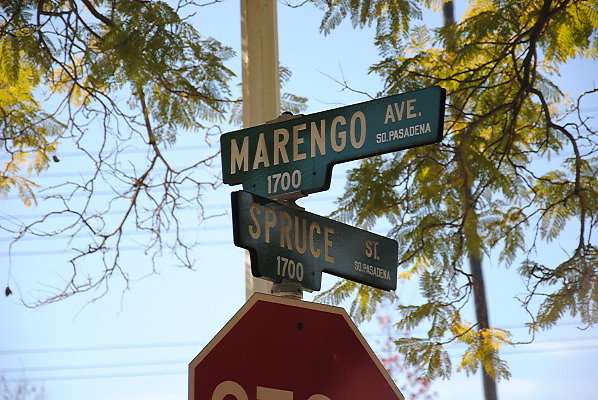 MARENGO AVE.
1700 SO. PASADENA
SPRUCE ST.
1700 SO. PASADENA